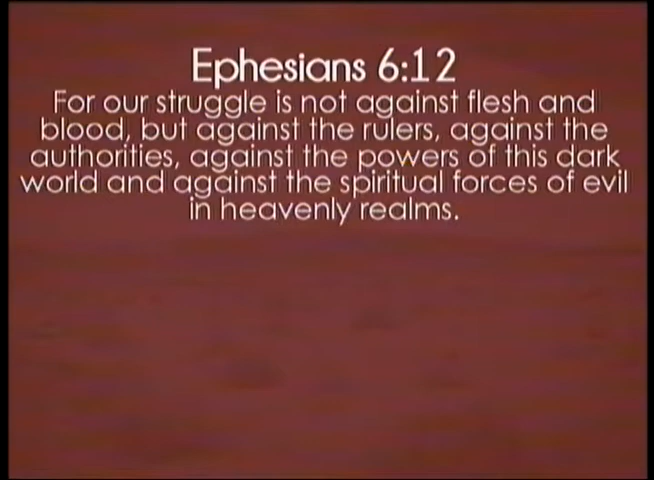 Ephesians 6:12
For our struggle is not against flesh and
blood, but against the rulers, against the
authorities, against the powers of this dark
world and against the spiritual forces of evil
in heavenly realms.